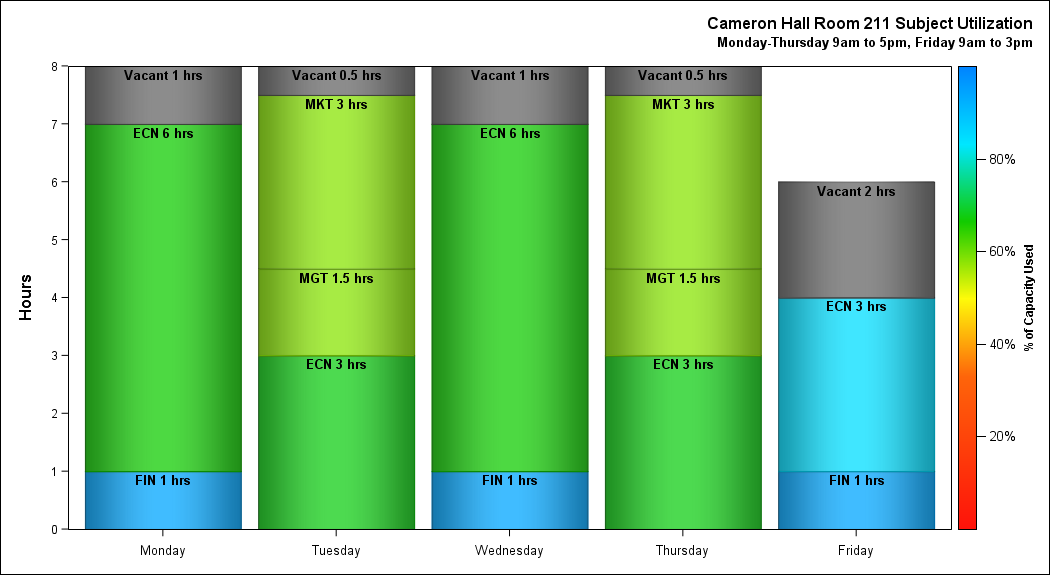 Cameron Hall Room 211 Subject Utilization
Monday-Thursday 9am to 5pm, Friday 9am to 3pm
Hours
8
7
6
5
4
3
2
1
0
Vacant 1 hrs
ECN 6 hrs
FIN 1 hrs
Vacant 0.5 hrs
MKT 3 hrs
MGT 1.5 hrs
ECN 3 hrs
Vacant 1 hrs
ECN 6 hrs
FIN 1 hrs
Vacant 0.5 hrs
MKT 3 hrs
MGT 1.5 hrs
ECN 3 hrs
Vacant 2 hrs
ECN 3 hrs
FIN 1 hrs
Monday
Tuesday
Wednesday
Thursday
Friday
80%
60%
40%
20%
% of Capacity Used